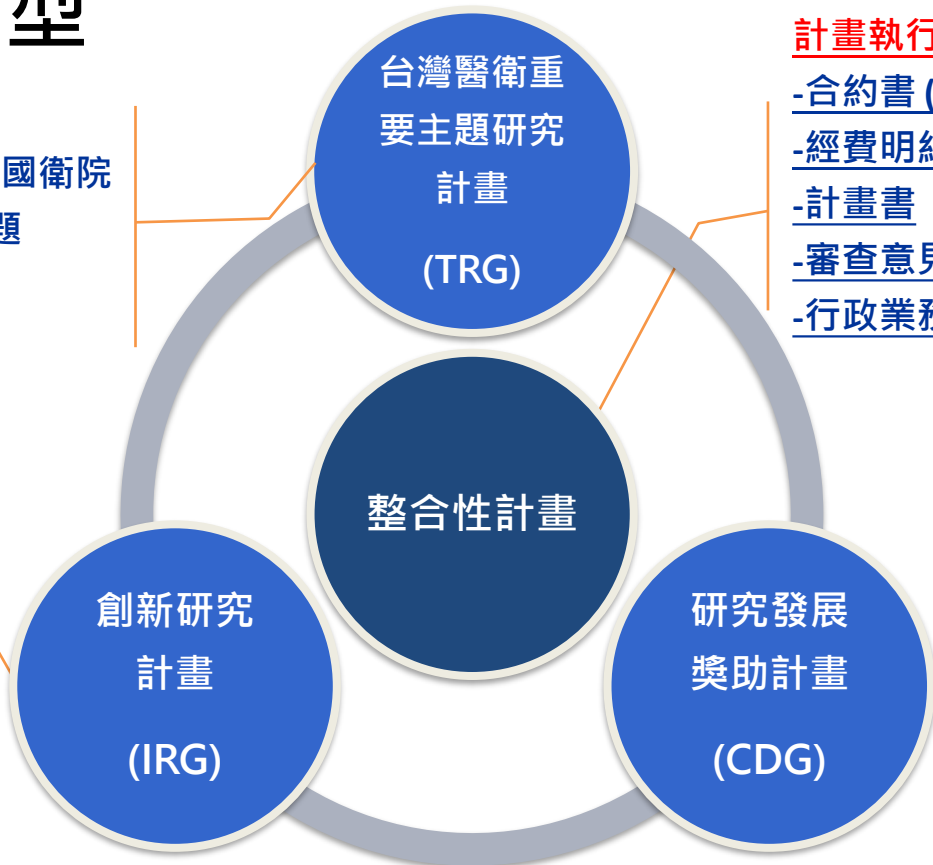 型
台灣醫衛重
要主題研究
計畫
(TRG)
國衛院
題
計畫執行
-合約書 (
-經費明細
-計畫書
-審查意見
-行政業務
整合性計畫
創新研究
計畫
(IRG)
研究發展
獎助計畫
(CDG)